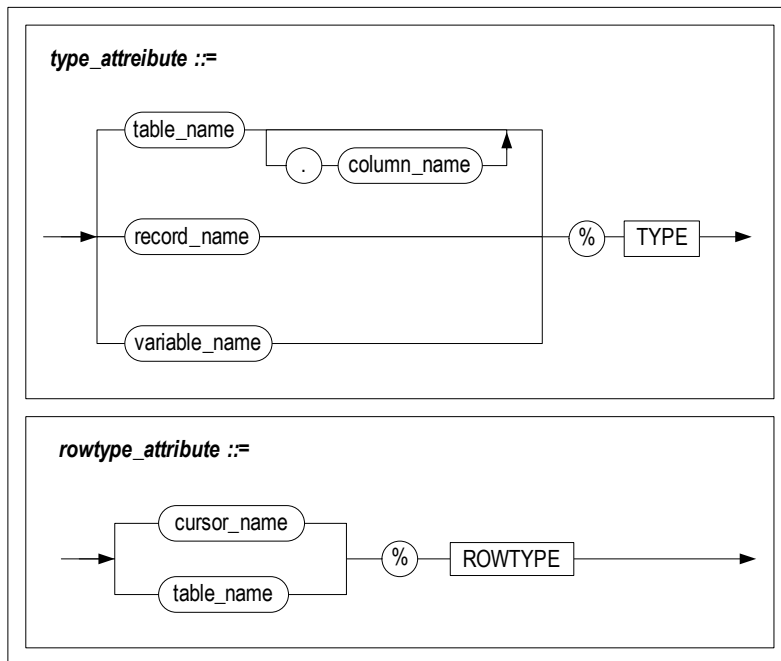 type_attreibute ::=
table_name
. column_name
record_name % TYPE
variable_name
rowtype_attribute ::=
cursor_name
% ROWTYPE
table_name